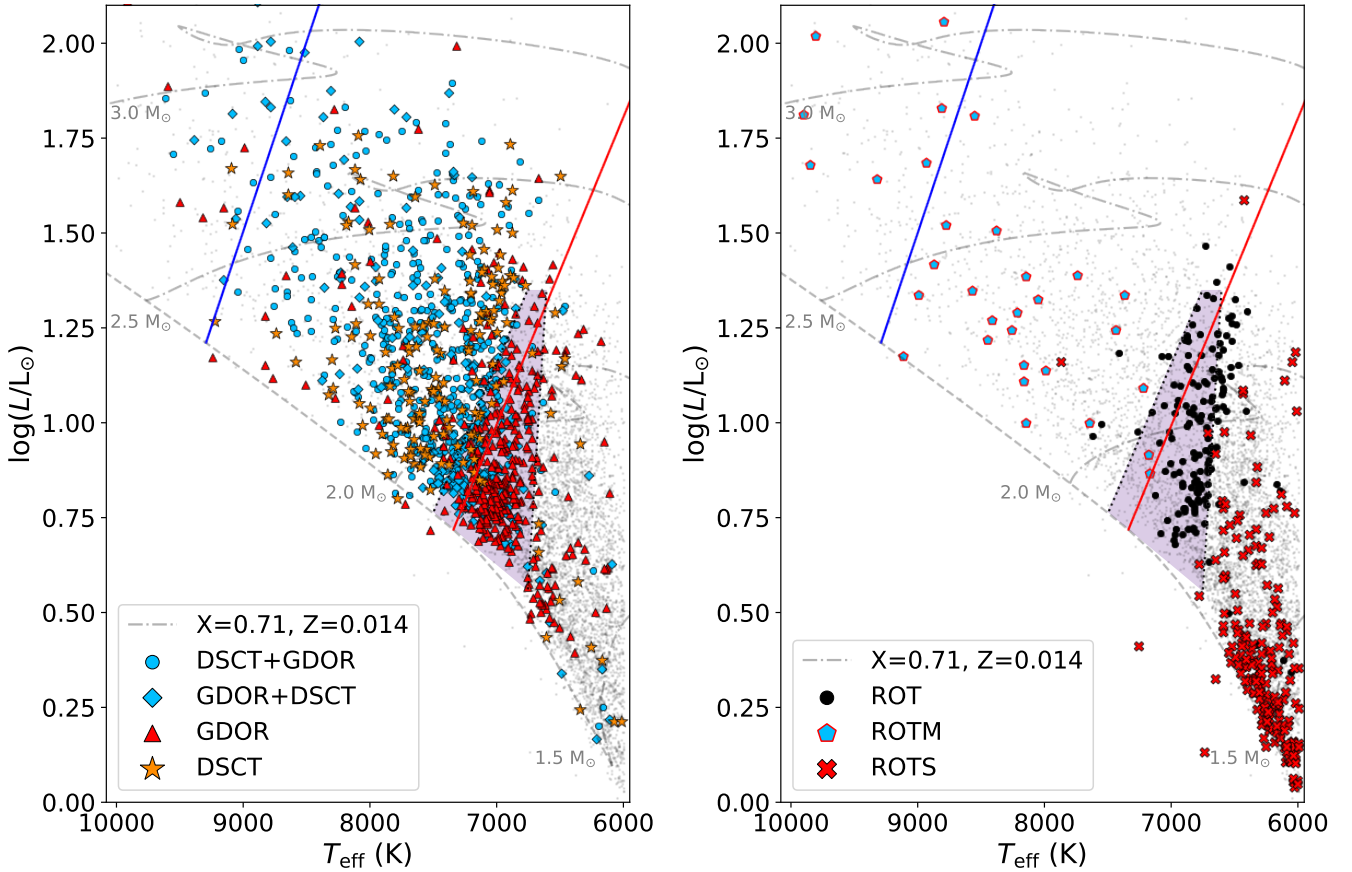 2.00
1.75
1.50
1.25
1.00
0.75
0.50
0.25
0.00
log(L/L⊙)
3.0 M⊙
2.5 M⊙
2.0 M⊙
1.5 M⊙
X=0.71, Z=0.014
DSCT+GDOR
GDOR+DSCT
GDOR
DSCT
10000 9000 8000 7000 6000
Teff (K)
2.00
1.75
1.50
1.25
1.00
0.75
0.50
0.25
0.00
log(L/L⊙)
3.0 M⊙
2.5 M⊙
2.0 M⊙
1.5 M⊙
X=0.71, Z=0.014
ROT
ROTM
ROTS
10000 9000 8000 7000 6000
Teff (K)